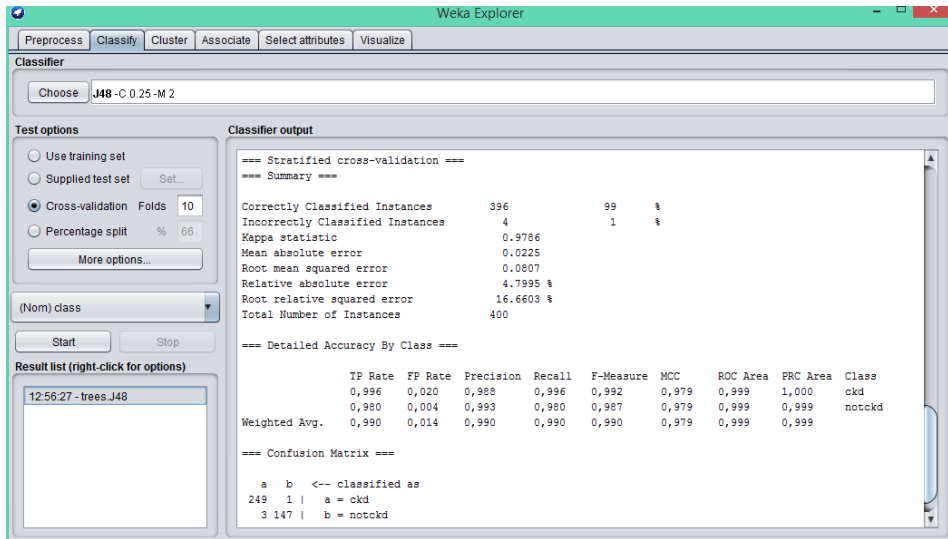 Weka Explorer
Preprocess Classify Cluster Associate Select attributes Visualize
Classifier
Choose J48 -C 0.25 -M 2
Test options
Use training set
Supplied test set Set...
Cross-validation Folds 10
Percentage split % 66
More options...
(Nom) class
Start Stop
Result list (right-click for options)
12:56:27 - trees.J48
Classifier output
=== Stratified cross-validation ===
=== Summary ===
Correctly Classified Instances 396 99 %
Incorrectly Classified Instances 4 1 %
Kappa statistic 0.9786
Mean absolute error 0.0225
Root mean squared error 0.0807
Relative absolute error 4.7995 %
Root relative squared error 16.6603 %
Total Number of Instances 400
=== Detailed Accuracy By Class ===
TP Rate FP Rate Precision Recall F-Measure MCC ROC Area PRC Area Class
0,996 0,020 0,988 0,996 0,992 0,979 0,999 1,000 ckd
0,980 0,004 0,993 0,980 0,987 0,979 0,999 0,999 notckd
Weighted Avg. 0,990 0,014 0,990 0,990 0,990 0,979 0,999 0,999
=== Confusion Matrix ===
a b <-- classified as
249 1 | a = ckd
3 147 | b = notckd